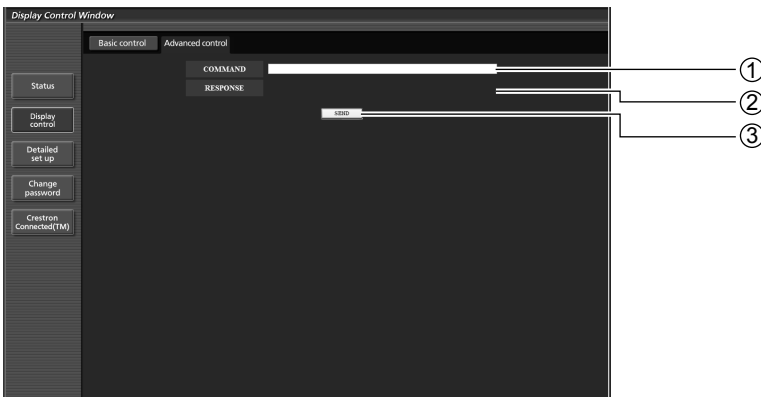 Display Control Window
Basic control Advanced control
COMMAND ①
RESPONSE ②
SEND ③
Status
Display
control
Detailed
set up
Change
password
Crestron
Connected(TM)